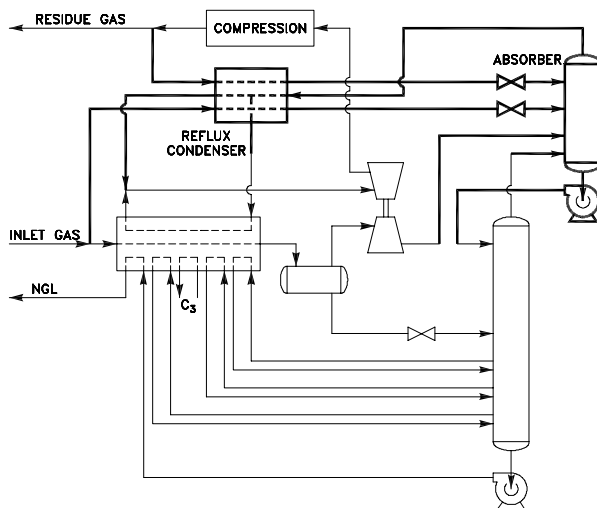 RESIDUE GAS
COMPRESSION
ABSORBER
REFLUX
CONDENSER
INLET GAS
NGL
C3